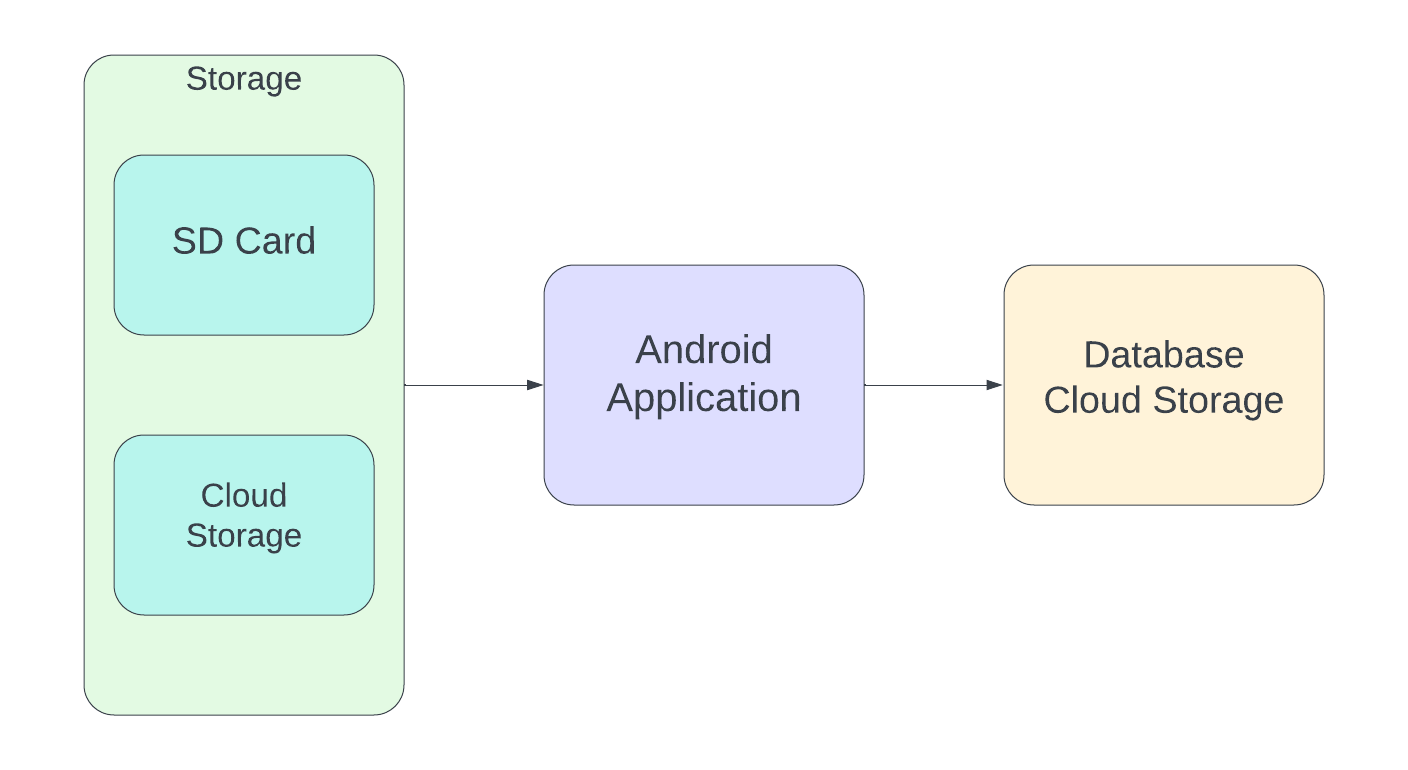 Storage
SD Card
Cloud
Storage
Android
Application
Database
Cloud Storage